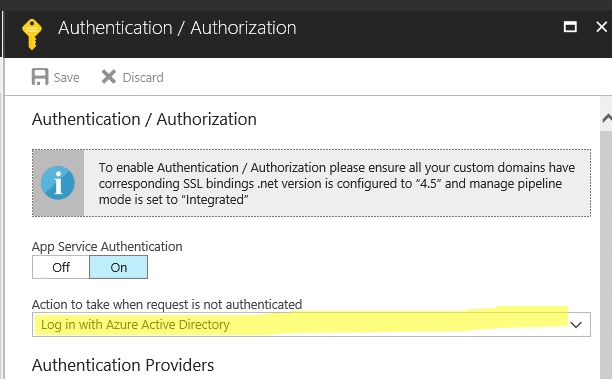 Authentication / Authorization
Save
Discard
Authentication / Authorization
To enable Authentication / Authorization please ensure all your custom domains have
corresponding SSL bindings .net version is configured to “4.5” and manage pipeline
mode is set to “Integrated”
App Service Authentication
Off
On
Action to take when request is not authenticated
Log in with Azure Active Directory
Authentication Providers